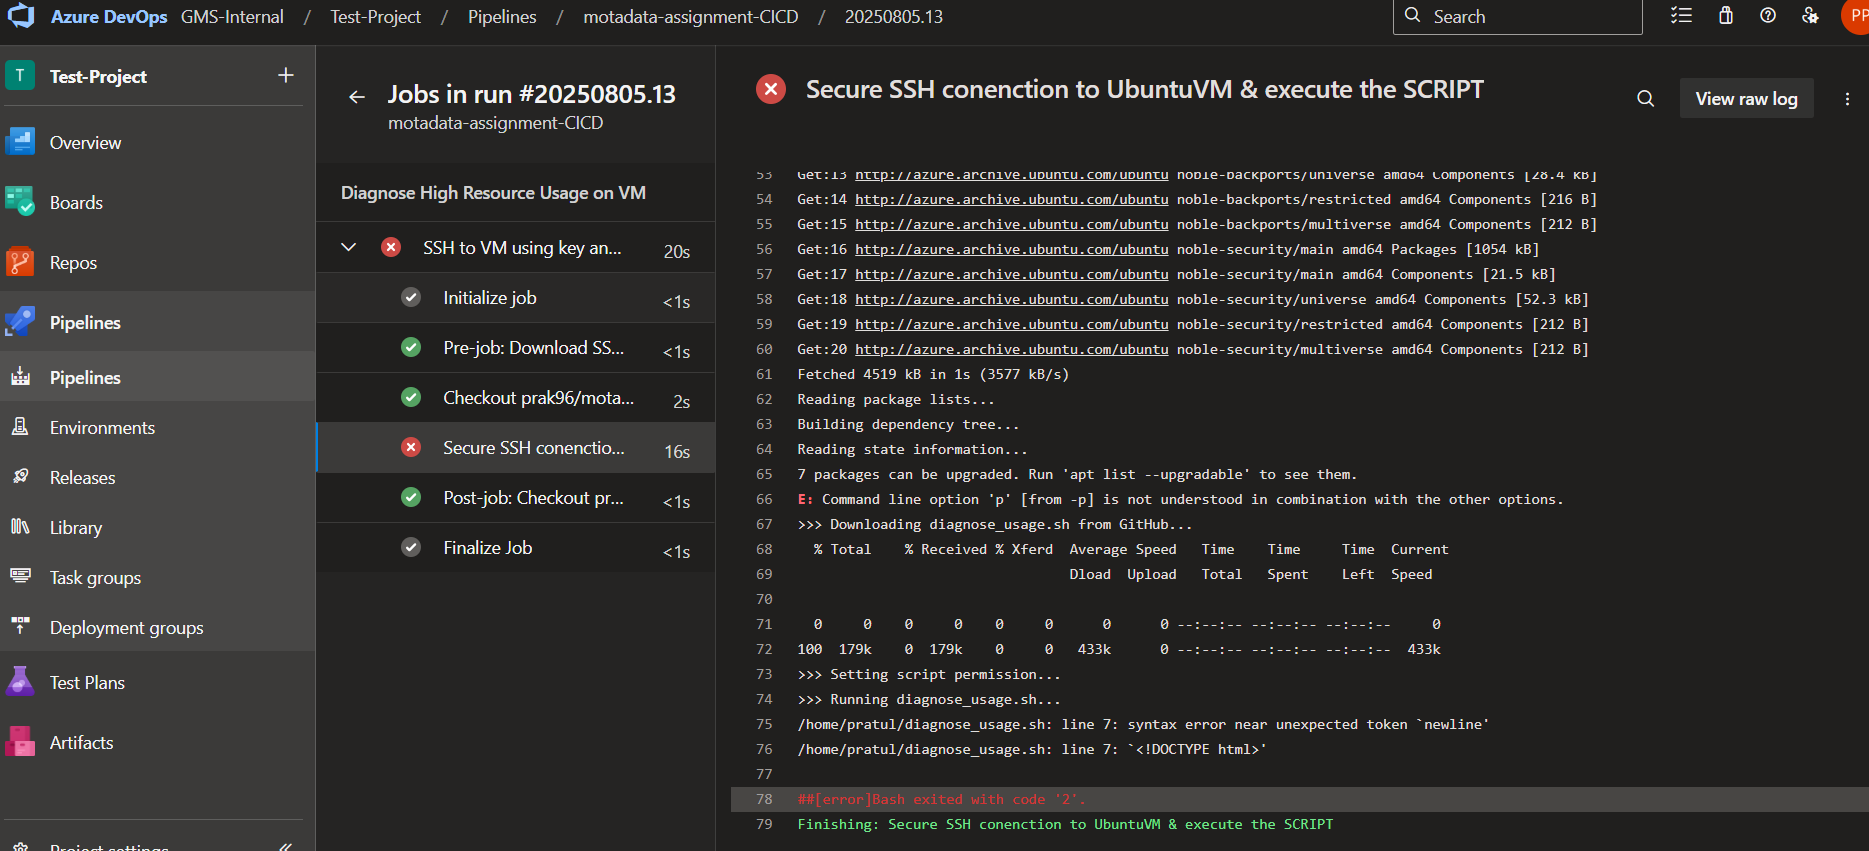 Azure DevOps GMS-Internal / Test-Project / Pipelines / motadata-assignment-CICD / 20250805.13
Search
PP
T Test-Project +
Overview
Boards
Repos
Pipelines
Pipelines
Environments
Releases
Library
Task groups
Deployment groups
Test Plans
Artifacts
Project settings
Jobs in run #20250805.13
motadata-assignment-CICD
Diagnose High Resource Usage on VM
SSH to VM using key an... 20s
Initialize job <1s
Pre-job: Download SS... <1s
Checkout prak96/mota... 2s
Secure SSH conenctio... 16s
Post-job: Checkout pr... <1s
Finalize Job <1s
Secure SSH conenction to UbuntuVM & execute the SCRIPT
View raw log
53 Get:13 http://azure.archive.ubuntu.com/ubuntu noble-backports/universe amd64 Components [28.4 kB]
54 Get:14 http://azure.archive.ubuntu.com/ubuntu noble-backports/restricted amd64 Components [216 B]
55 Get:15 http://azure.archive.ubuntu.com/ubuntu noble-backports/multiverse amd64 Components [212 B]
56 Get:16 http://azure.archive.ubuntu.com/ubuntu noble-security/main amd64 Packages [1054 kB]
57 Get:17 http://azure.archive.ubuntu.com/ubuntu noble-security/main amd64 Components [21.5 kB]
58 Get:18 http://azure.archive.ubuntu.com/ubuntu noble-security/universe amd64 Components [52.3 kB]
59 Get:19 http://azure.archive.ubuntu.com/ubuntu noble-security/restricted amd64 Components [212 B]
60 Get:20 http://azure.archive.ubuntu.com/ubuntu noble-security/multiverse amd64 Components [212 B]
61 Fetched 4519 kB in 1s (3577 kB/s)
62 Reading package lists...
63 Building dependency tree...
64 Reading state information...
65 7 packages can be upgraded. Run 'apt list --upgradable' to see them.
66 E: Command line option 'p' [from -p] is not understood in combination with the other options.
67 >>> Downloading diagnose_usage.sh from GitHub...
68 % Total % Received % Xferd Average Speed Time Time Time Current
69 Dload Upload Total Spent Left Speed
70
71 0 0 0 0 0 0 0 0 --:--:-- --:--:-- --:--:-- 0
72 100 179k 0 179k 0 0 433k 0 --:--:-- --:--:-- --:--:-- 433k
73 >>> Setting script permission...
74 >>> Running diagnose_usage.sh...
75 /home/pratul/diagnose_usage.sh: line 7: syntax error near unexpected token `newline'
76 /home/pratul/diagnose_usage.sh: line 7: `<!DOCTYPE html>'
77
78 ##[error]Bash exited with code '2'.
79 Finishing: Secure SSH conenction to UbuntuVM & execute the SCRIPT